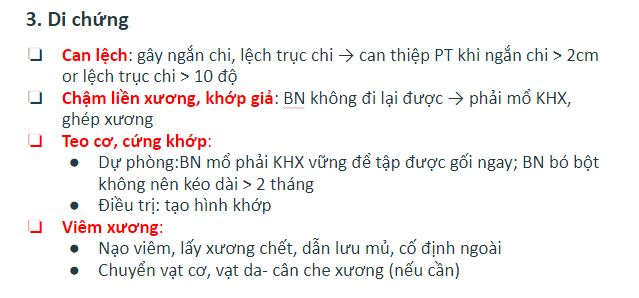 3. Di chứng
❑ Can lệch: gây ngắn chi, lệch trục chi → can thiệp PT khi ngắn chi > 2cm
or lệch trục chi > 10 độ
❑ Chậm liền xương, khớp giả: BN không đi lại được → phải mổ KHX,
ghép xương
❑ Teo cơ, cứng khớp:
● Dự phòng:BN mổ phải KHX vững để tập được gối ngay; BN bó bột
không nên kéo dài > 2 tháng
● Điều trị: tạo hình khớp
❑ Viêm xương:
● Nạo viêm, lấy xương chết, dẫn lưu mủ, cố định ngoài
● Chuyển vạt cơ, vạt da- cân che xương (nếu cần)